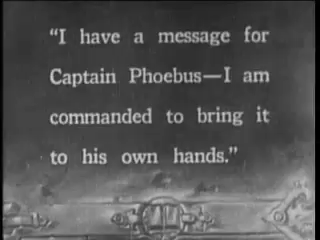 “I have a message for
Captain Phoebus—I am
commanded to bring it
to his own hands.”